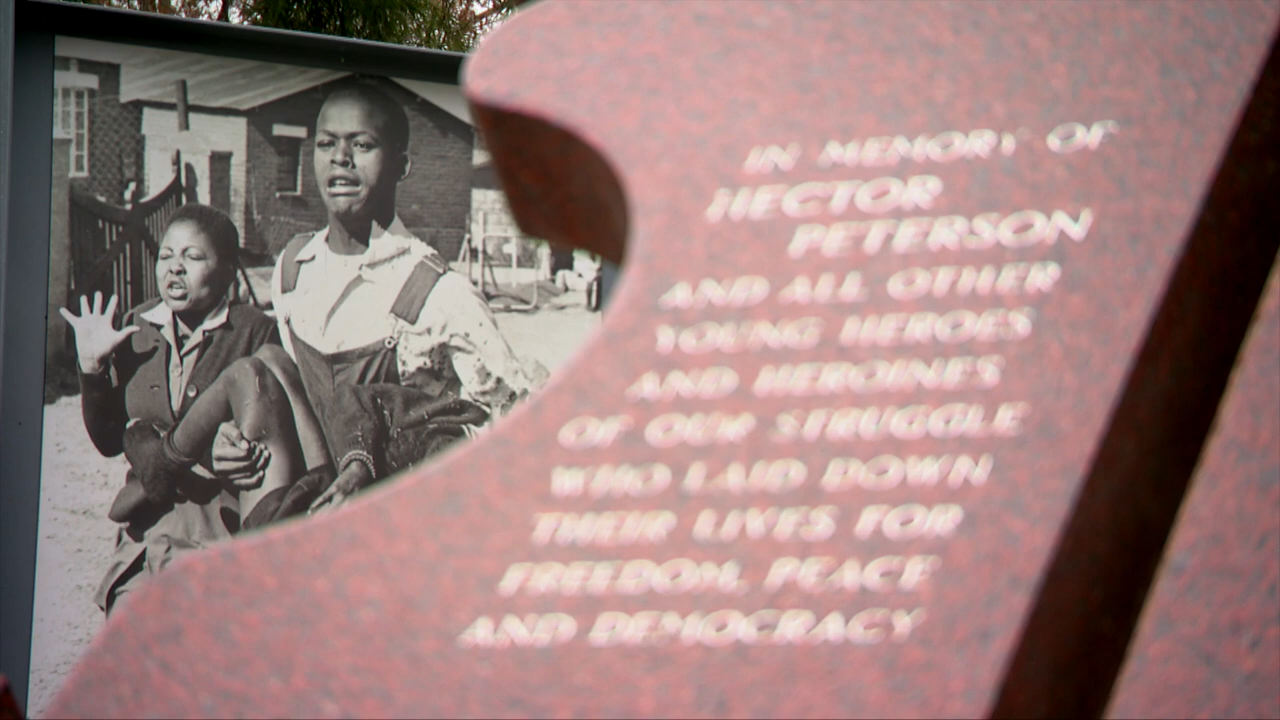 IN MEMORY OF
HECTOR
PETERSON
AND ALL OTHER
YOUNG HEROES
AND HEROINES
OF OUR STRUGGLE
WHO LAID DOWN
THEIR LIVES FOR
FREEDOM, PEACE
AND DEMOCRACY